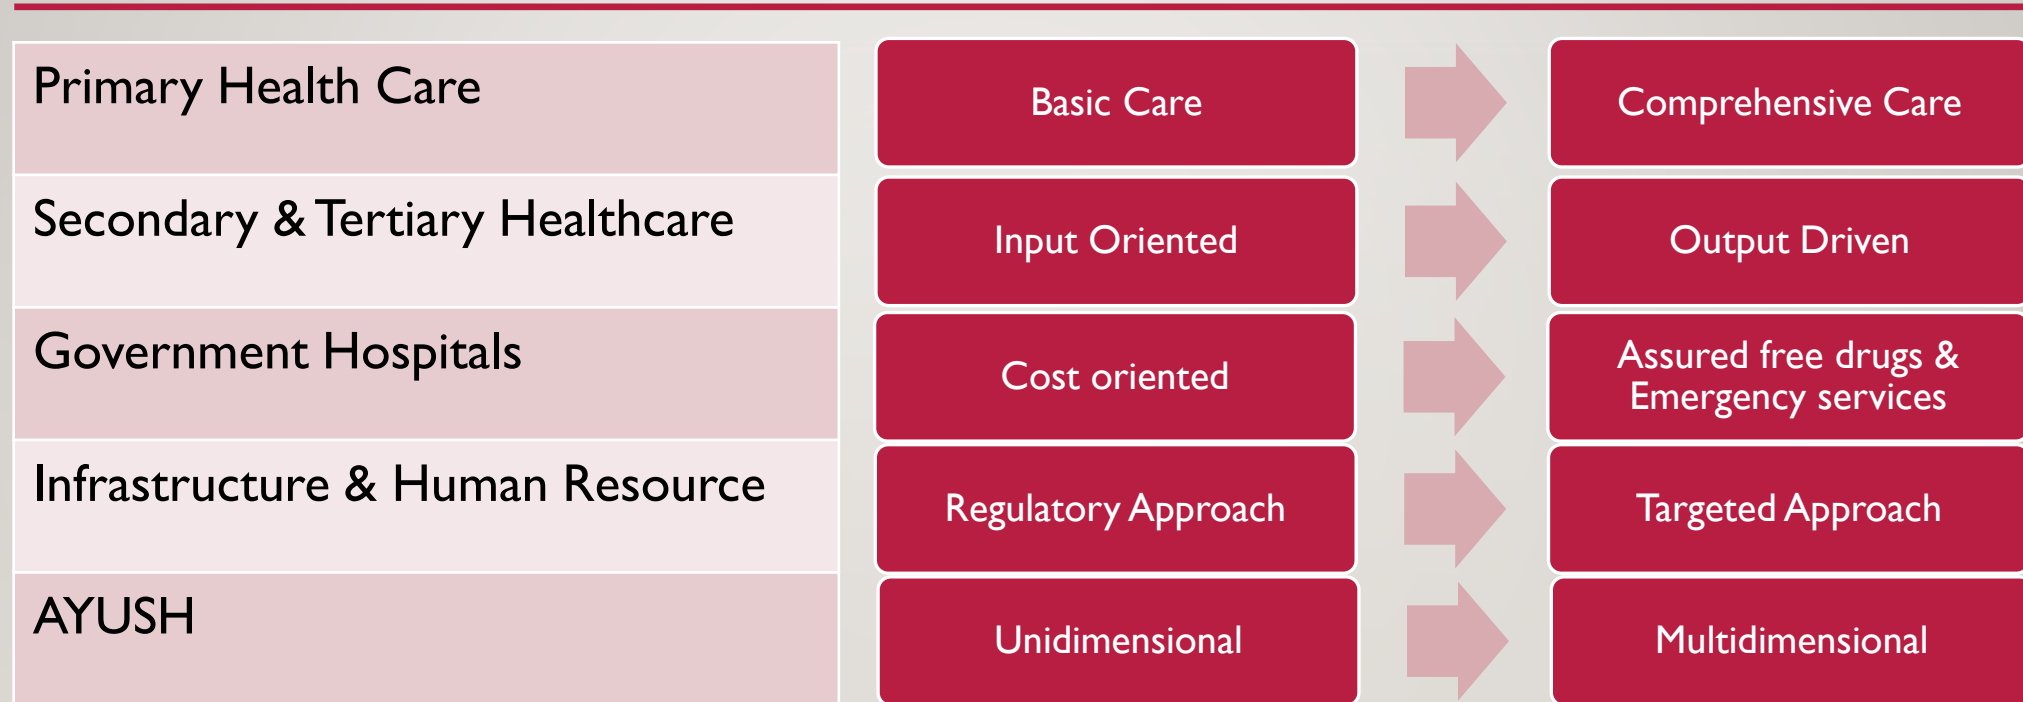 Primary Health Care
Basic Care
Comprehensive Care
Secondary & Tertiary Healthcare
Input Oriented
Output Driven
Government Hospitals
Cost oriented
Assured free drugs &
Emergency services
Infrastructure & Human Resource
Regulatory Approach
Targeted Approach
AYUSH
Unidimensional
Multidimensional